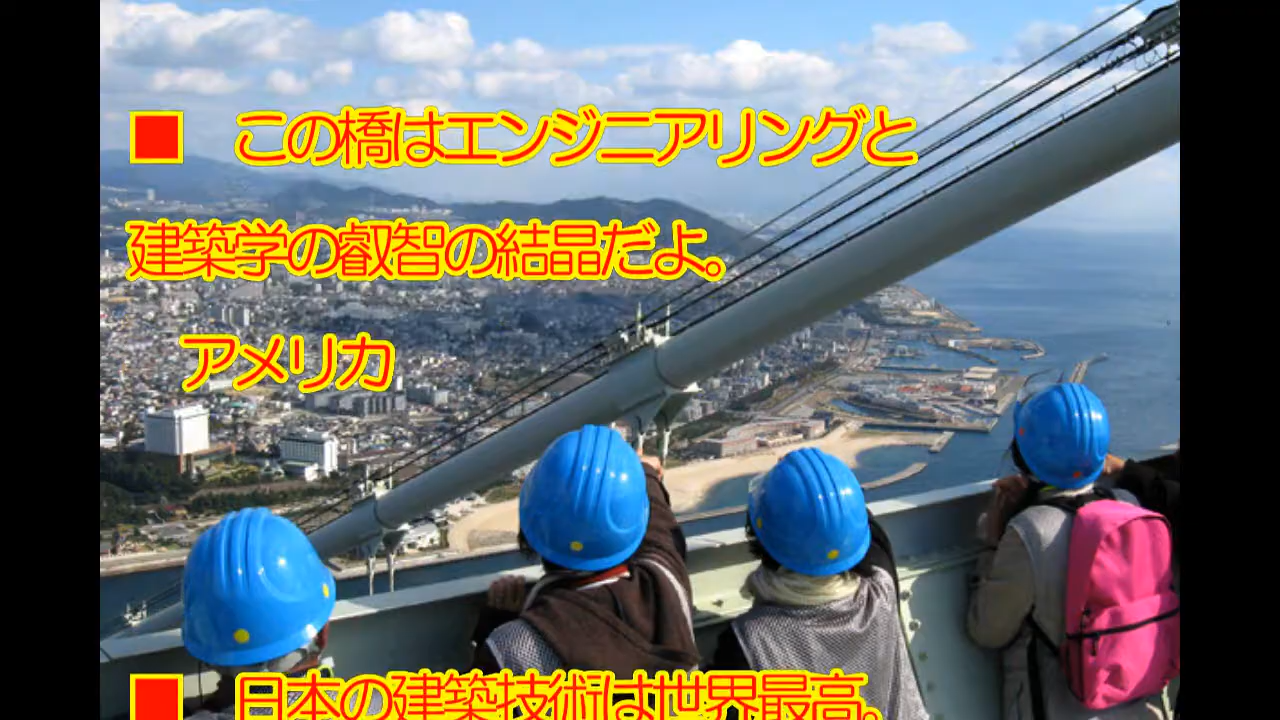 ■ この橋はエンジニアリングと
建築学の叡智の結晶だよ。
アメリカ
■ 日本の建築技術は世界最高。